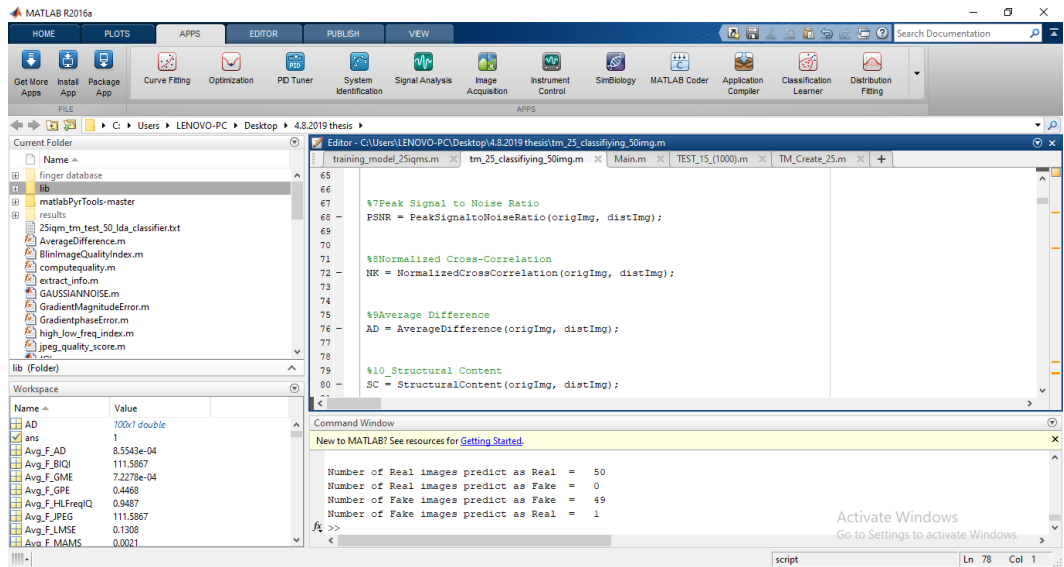 MATLAB R2016a
HOME PLOTS APPS EDITOR PUBLISH VIEW
Search Documentation
Get More Apps
Install App
Package App
Curve Fitting
Optimization
PID Tuner
System Identification
Signal Analysis
Image Acquisition
Instrument Control
SimBiology
MATLAB Coder
Application Compiler
Classification Learner
Distribution Fitting
FILE
APPS
C: Users LENOVO-PC Desktop 4.8.2019 thesis
Current Folder
Name
finger database
lib
matlabPyrTools-master
results
25iqm_tm_test_50_lda_classifier.txt
AverageDifference.m
BlinImageQualityIndex.m
computequality.m
extract_info.m
GAUSSIANNOISE.m
GradientMagnitudeError.m
GradientphaseError.m
high_low_freq_index.m
jpeg_quality_score.m
lib (Folder)
Workspace
Name Value
AD 100x1 double
ans 1
Avg_F_AD 8.5543e-04
Avg_F_BIQI 111.5867
Avg_F_GME 7.2278e-04
Avg_F_GPE 0.4468
Avg_F_HLFreqIQ 0.9487
Avg_F_JPEG 111.5867
Avg_F_LMSE 0.1308
Avg_F_MAMS 0.0021
Editor - C:\Users\LENOVO-PC\Desktop\4.8.2019 thesis\tm_25_classifiying_50img.m
training_model_25iqms.m tm_25_classifiying_50img.m Main.m TEST_15_(1000).m TM_Create_25.m +
65
66
67 %7Peak Signal to Noise Ratio
68 - PSNR = PeakSignaltoNoiseRatio(origImg, distImg);
69
70
71 %8Normalized Cross-Correlation
72 - NK = NormalizedCrossCorrelation(origImg, distImg);
73
74
75 %9Average Difference
76 - AD = AverageDifference(origImg, distImg);
77
78
79 %10_Structural Content
80 - SC = StructuralContent(origImg, distImg);
Command Window
New to MATLAB? See resources for Getting Started.
Number of Real images predict as Real = 50
Number of Real images predict as Fake = 0
Number of Fake images predict as Fake = 49
Number of Fake images predict as Real = 1
fx >>
Activate Windows
Go to Settings to activate Windows.
script Ln 78 Col 1